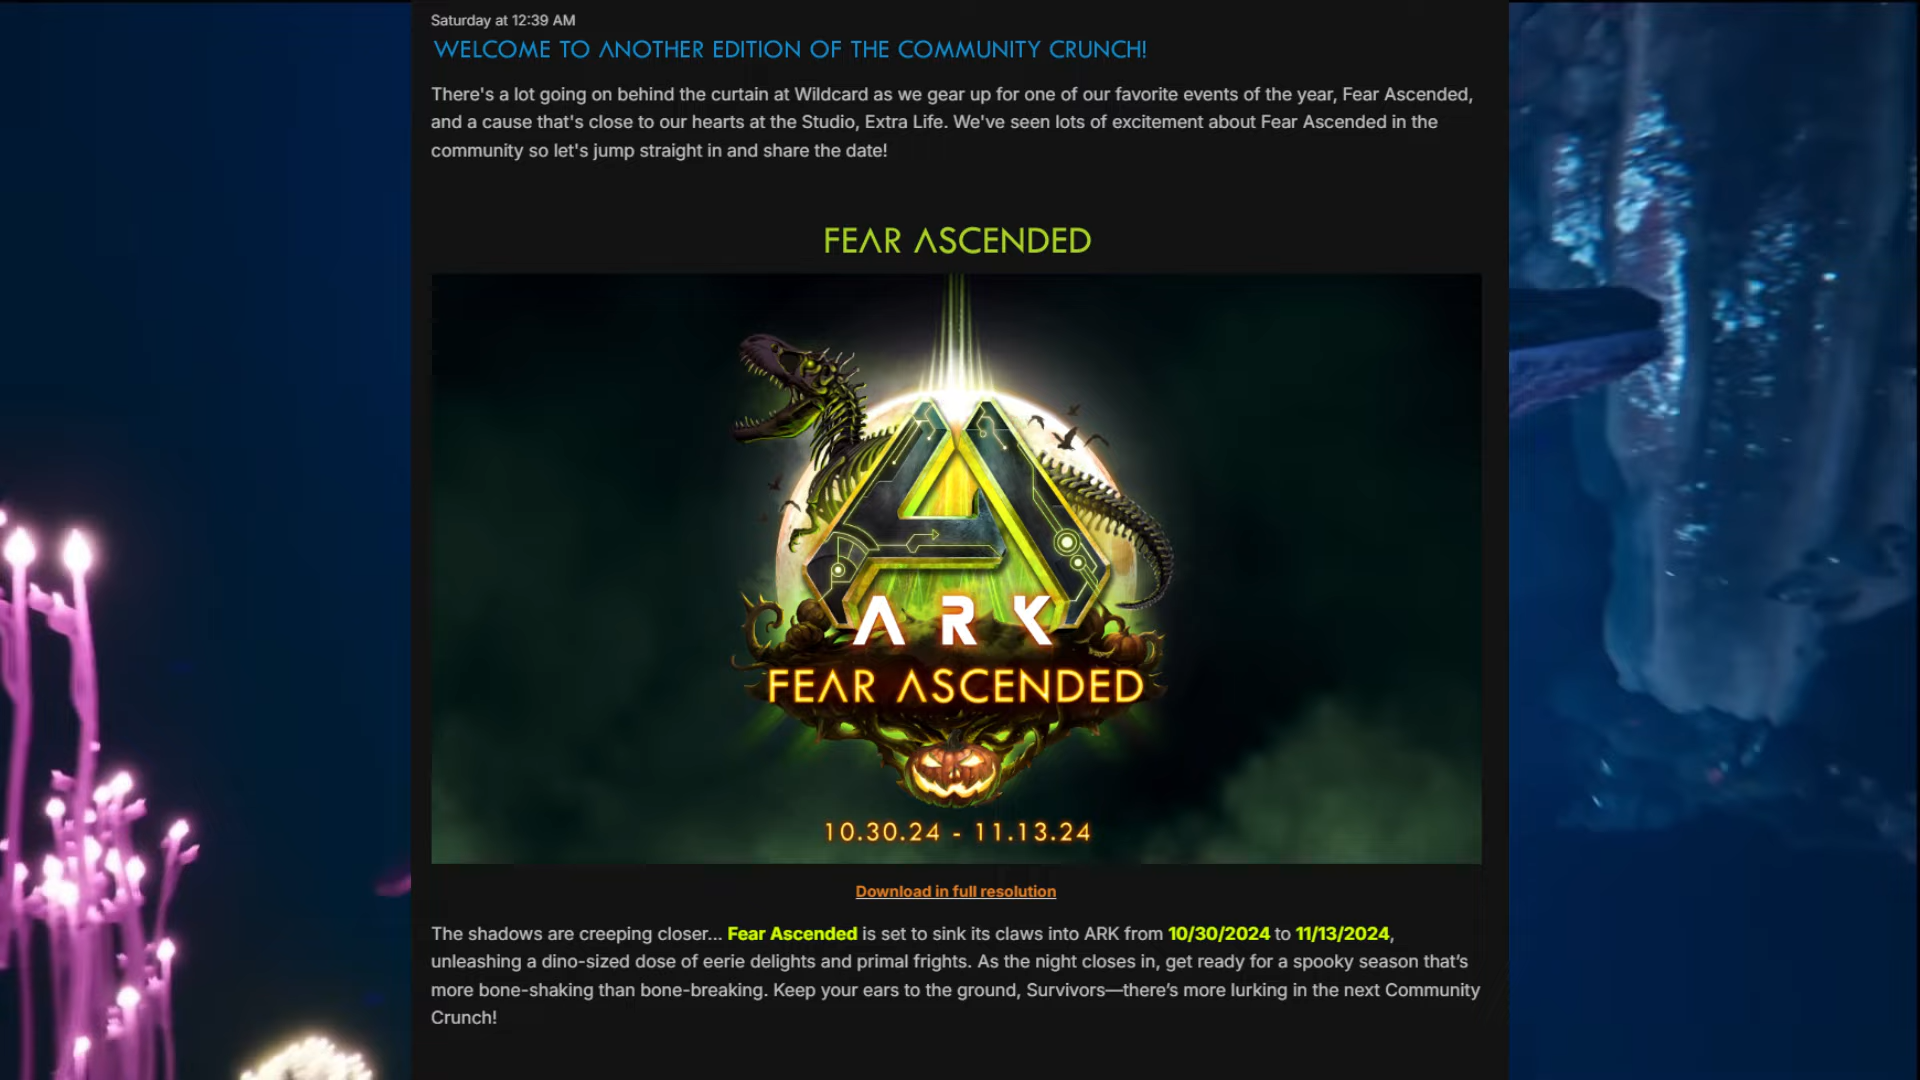 Saturday at 12:39 AM
WELCOME TO ANOTHER EDITION OF THE COMMUNITY CRUNCH!
There's a lot going on behind the curtain at Wildcard as we gear up for one of our favorite events of the year, Fear Ascended,
and a cause that's close to our hearts at the Studio, Extra Life. We've seen lots of excitement about Fear Ascended in the
community so let's jump straight in and share the date!
FEAR ASCENDED
ARK
FEAR ASCENDED
10.30.24 - 11.13.24
Download in full resolution
The shadows are creeping closer... Fear Ascended is set to sink its claws into ARK from 10/30/2024 to 11/13/2024,
unleashing a dino-sized dose of eerie delights and primal frights. As the night closes in, get ready for a spooky season that’s
more bone-shaking than bone-breaking. Keep your ears to the ground, Survivors—there’s more lurking in the next Community
Crunch!